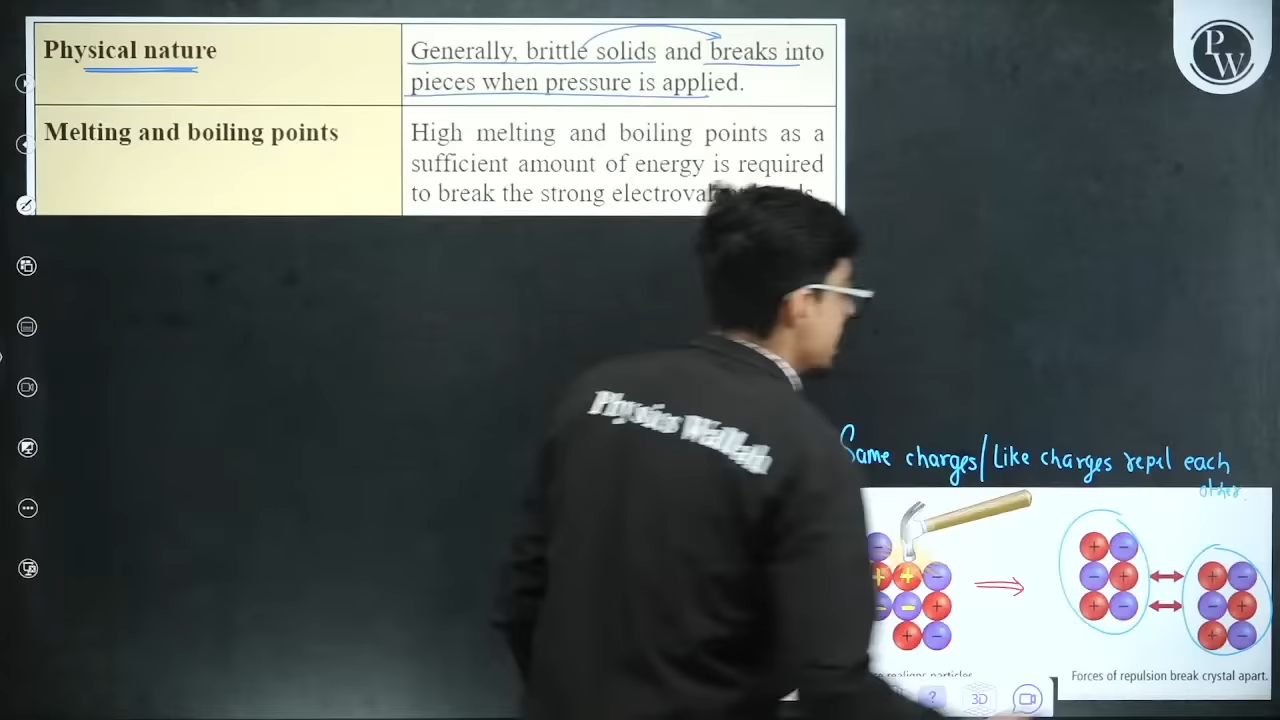 Physical nature
Generally, brittle solids and breaks into
pieces when pressure is applied.
Melting and boiling points
High melting and boiling points as a
sufficient amount of energy is required
to break the strong
P
W
Physics Wallah
Same charges/Like charges repel each
other.
realigns particles
Forces of repulsion break crystal apart.
?
3D